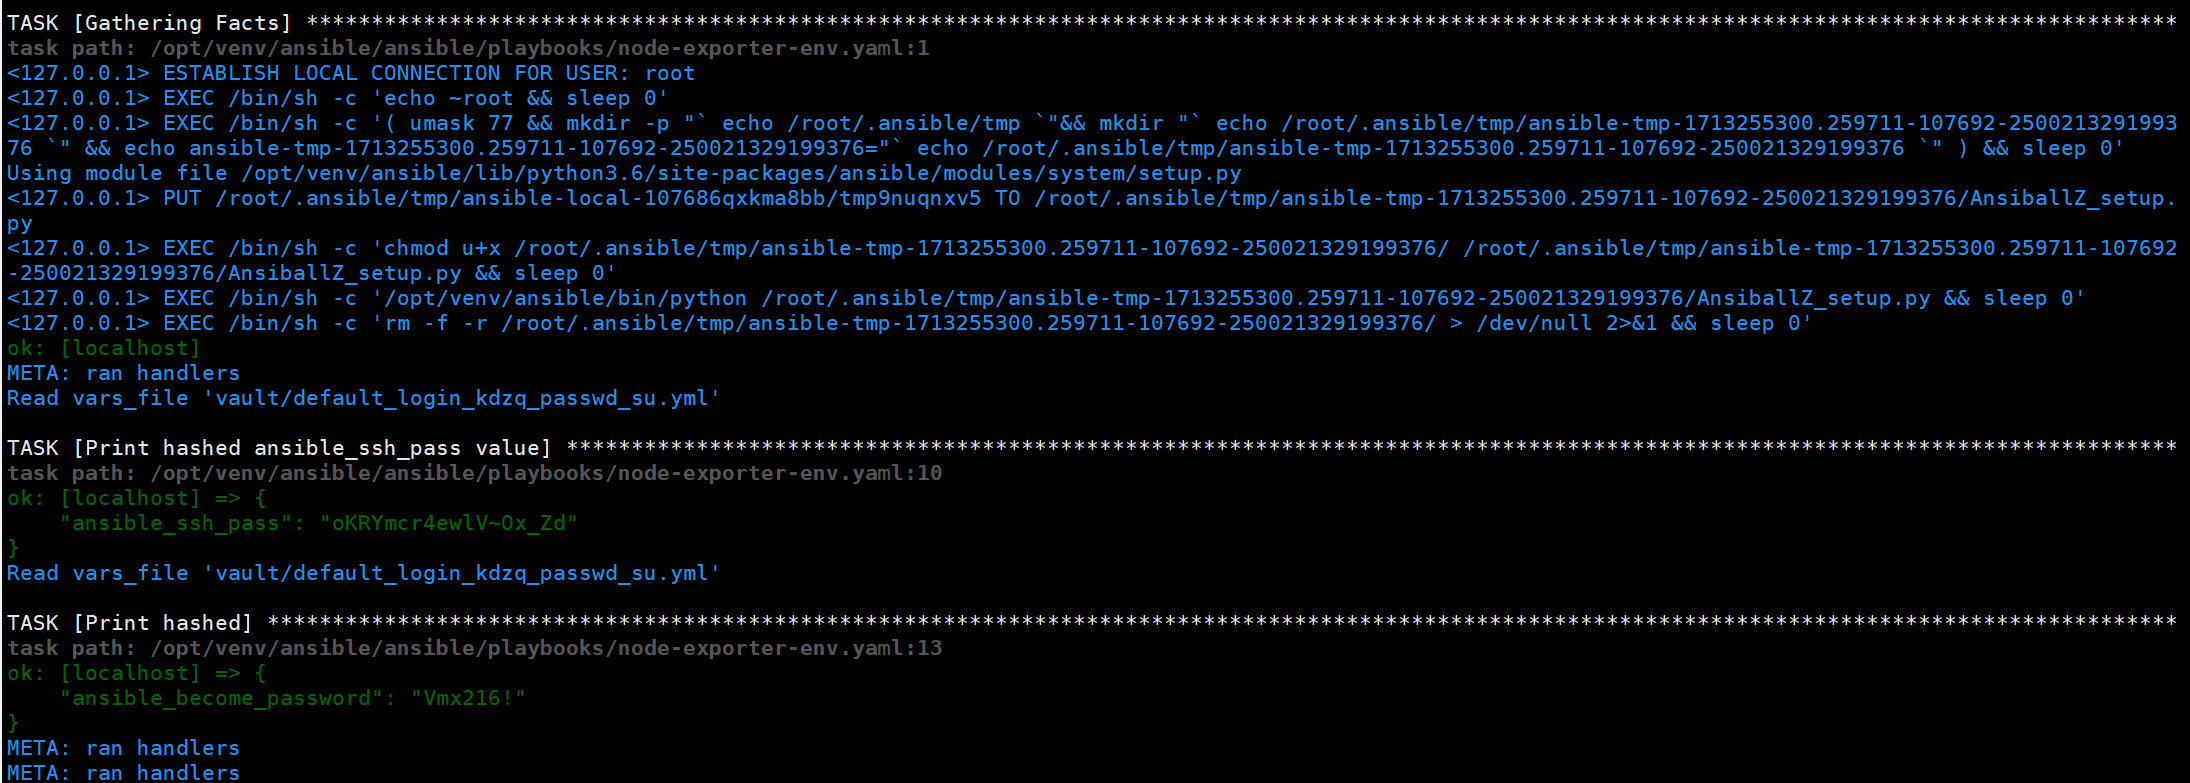 TASK [Gathering Facts] ************************************************************************************************************************************************
task path: /opt/venv/ansible/ansible/playbooks/node-exporter-env.yaml:1
<127.0.0.1> ESTABLISH LOCAL CONNECTION FOR USER: root
<127.0.0.1> EXEC /bin/sh -c 'echo ~root && sleep 0'
<127.0.0.1> EXEC /bin/sh -c '( umask 77 && mkdir -p "` echo /root/.ansible/tmp `"&& mkdir "` echo /root/.ansible/tmp/ansible-tmp-1713255300.259711-107692-2500213291993
76 `" && echo ansible-tmp-1713255300.259711-107692-250021329199376="` echo /root/.ansible/tmp/ansible-tmp-1713255300.259711-107692-250021329199376 `" ) && sleep 0'
Using module file /opt/venv/ansible/lib/python3.6/site-packages/ansible/modules/system/setup.py
<127.0.0.1> PUT /root/.ansible/tmp/ansible-local-107686qxkma8bb/tmp9nuqnxv5 TO /root/.ansible/tmp/ansible-tmp-1713255300.259711-107692-250021329199376/AnsiballZ_setup.
py
<127.0.0.1> EXEC /bin/sh -c 'chmod u+x /root/.ansible/tmp/ansible-tmp-1713255300.259711-107692-250021329199376/ /root/.ansible/tmp/ansible-tmp-1713255300.259711-107692
-250021329199376/AnsiballZ_setup.py && sleep 0'
<127.0.0.1> EXEC /bin/sh -c '/opt/venv/ansible/bin/python /root/.ansible/tmp/ansible-tmp-1713255300.259711-107692-250021329199376/AnsiballZ_setup.py && sleep 0'
<127.0.0.1> EXEC /bin/sh -c 'rm -f -r /root/.ansible/tmp/ansible-tmp-1713255300.259711-107692-250021329199376/ > /dev/null 2>&1 && sleep 0'
ok: [localhost]
META: ran handlers
Read vars_file 'vault/default_login_kdzq_passwd_su.yml'
TASK [Print hashed ansible_ssh_pass value] ****************************************************************************************************************************
task path: /opt/venv/ansible/ansible/playbooks/node-exporter-env.yaml:10
ok: [localhost] => {
    "ansible_ssh_pass": "oKRYmcr4ewlV~Ox_Zd"
}
Read vars_file 'vault/default_login_kdzq_passwd_su.yml'
TASK [Print hashed] ***************************************************************************************************************************************************
task path: /opt/venv/ansible/ansible/playbooks/node-exporter-env.yaml:13
ok: [localhost] => {
    "ansible_become_password": "Vmx216!"
}
META: ran handlers
META: ran handlers